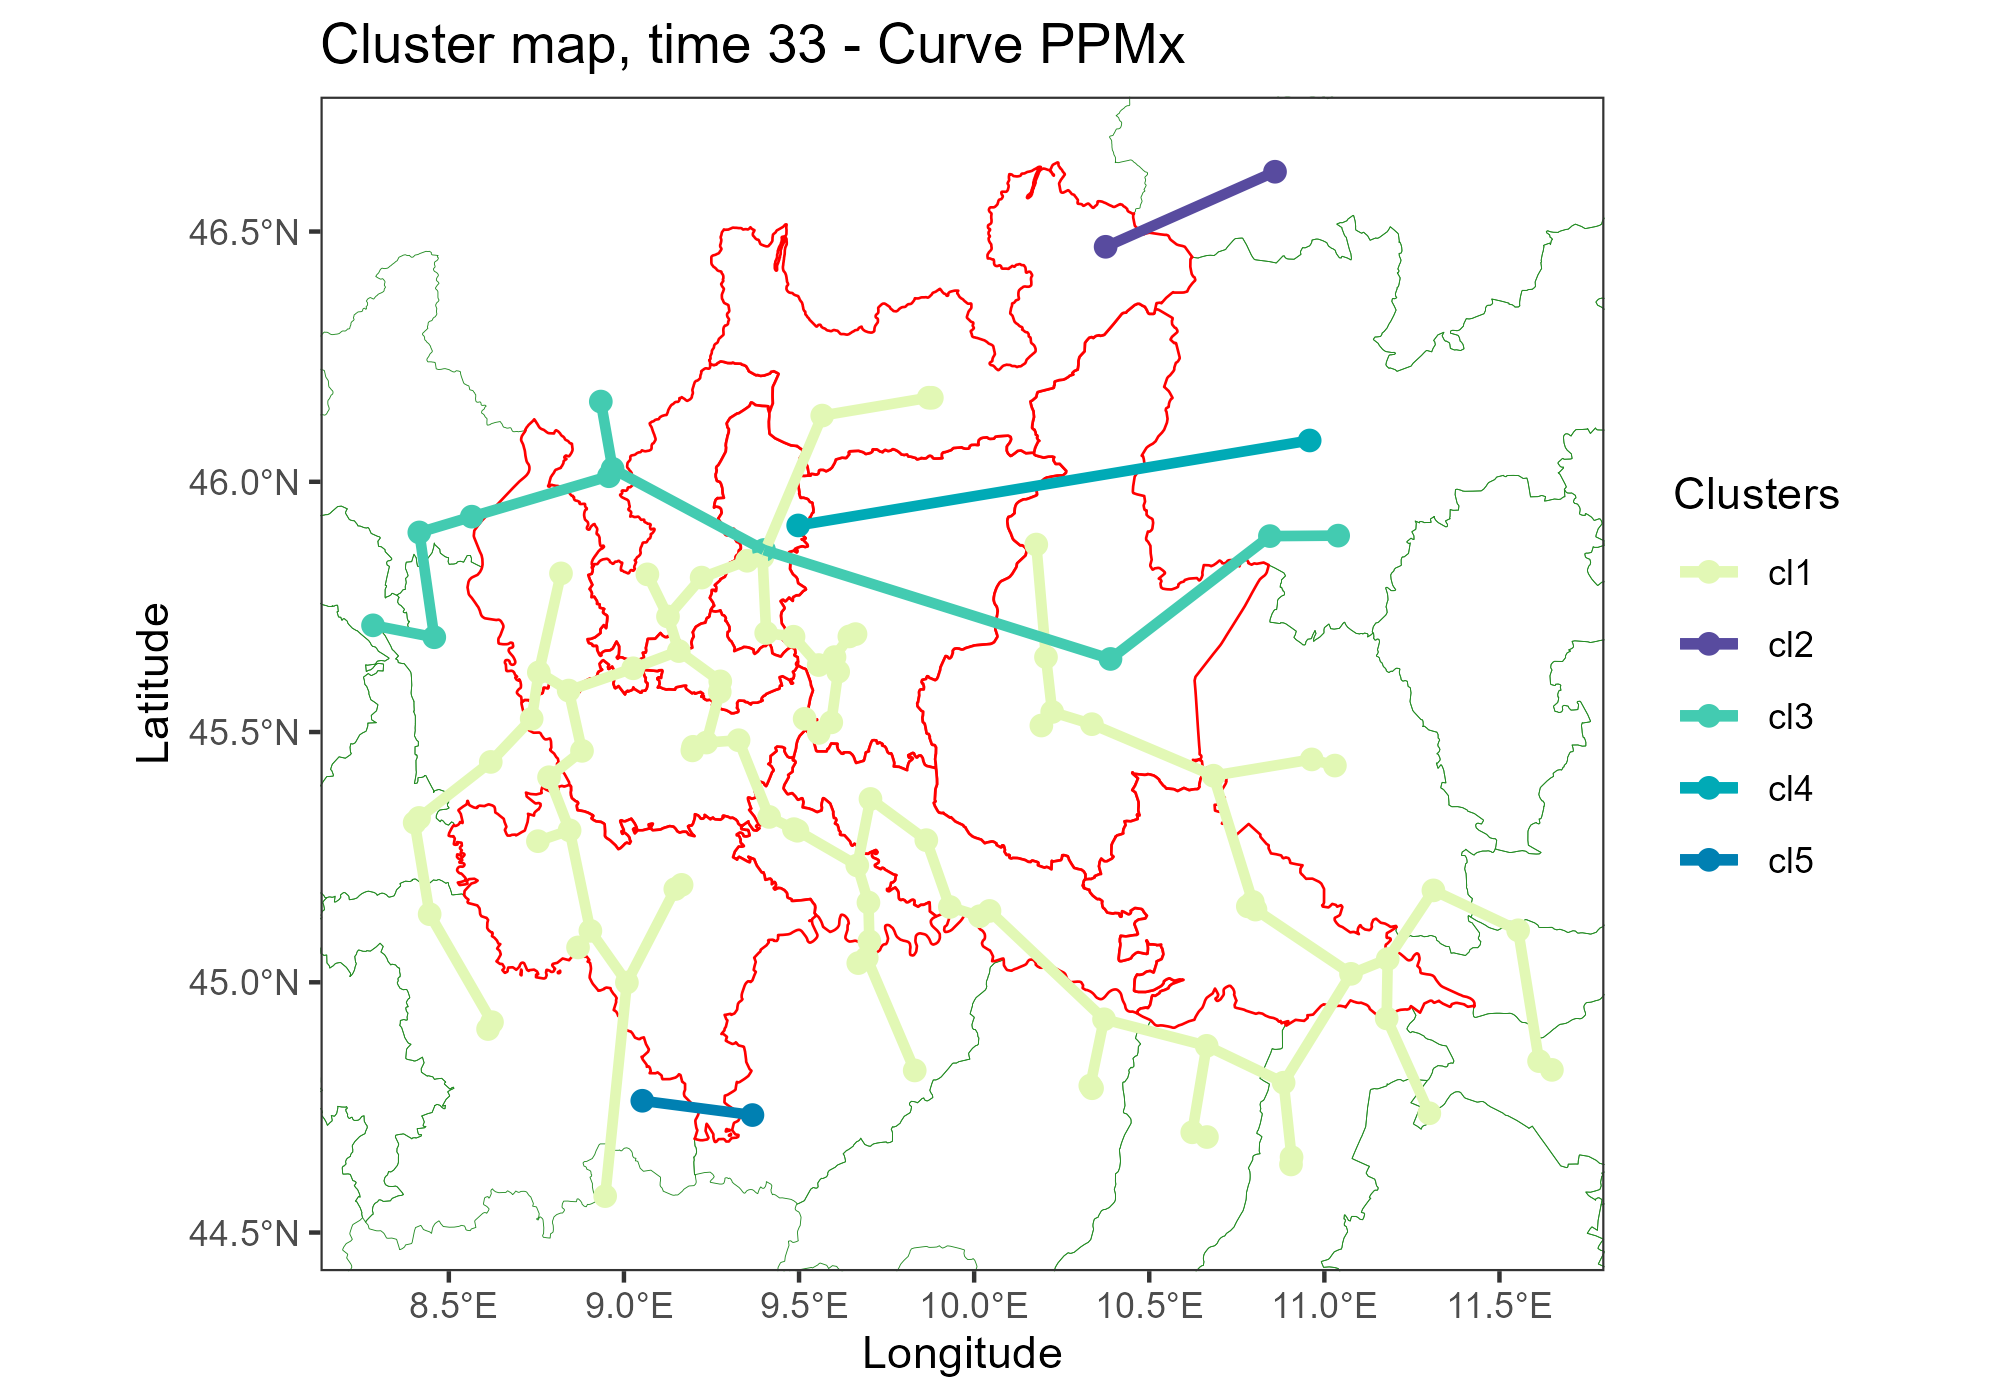 Cluster map, time 33 - Curve PPMx
46.5°N
46.0°N
45.5°N
45.0°N
44.5°N
Latitude
8.5°E
9.0°E
9.5°E
10.0°E
10.5°E
11.0°E
11.5°E
Longitude
Clusters
cl1
cl2
cl3
cl4
cl5